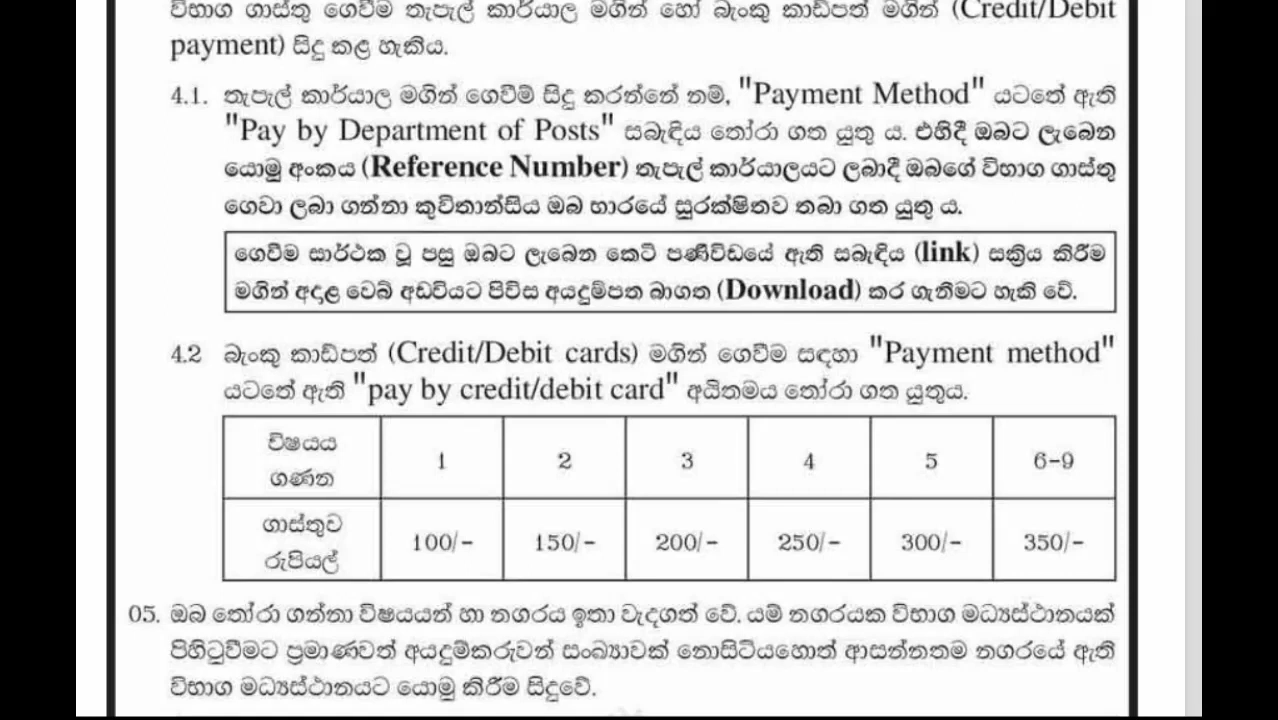 විභාග ගාස්තු ගෙවීම තැපැල් කාර්යාල මගින් හෝ බැංකු කාඩ්පත් මගින් (Credit/Debit
payment) සිදු කළ හැකිය.
4.1. තැපැල් කාර්යාල මගින් ගෙවීම් සිදු කරන්නේ නම්, "Payment Method" යටතේ ඇති
"Pay by Department of Posts" සබැඳිය තෝරා ගත යුතු ය. එහිදී ඔබට ලැබෙන
යොමු අංකය (Reference Number) තැපැල් කාර්යාලයට ලබාදී ඔබගේ විභාග ගාස්තු
ගෙවා ලබා ගන්නා කුවිතාන්සිය ඔබ භාරයේ සුරක්ෂිතව තබා ගත යුතු ය.
ගෙවීම සාර්ථක වූ පසු ඔබට ලැබෙන කෙටි පණිවිඩයේ ඇති සබැඳිය (link) සක්‍රිය කිරීම
මගින් අදාළ වෙබ් අඩවියට පිවිස අයදුම්පත බාගත (Download) කර ගැනීමට හැකි වේ.
4.2 බැංකු කාඩ්පත් (Credit/Debit cards) මගින් ගෙවීම සඳහා "Payment method"
යටතේ ඇති "pay by credit/debit card" අයිතමය තෝරා ගත යුතුය.
විෂයය ගණන 1 2 3 4 5 6-9
ගාස්තුව රුපියල් 100/- 150/- 200/- 250/- 300/- 350/-
05. ඔබ තෝරා ගන්නා විෂයයන් හා නගරය ඉතා වැදගත් වේ. යම් නගරයක විභාග මධ්‍යස්ථානයක්
පිහිටුවීමට ප්‍රමාණවත් අයදුම්කරුවන් සංඛ්‍යාවක් නොසිටියහොත් ආසන්නතම නගරයේ ඇති
විභාග මධ්‍යස්ථානයට යොමු කිරීම සිදුවේ.